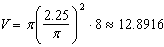 V = π(2.25/π)² · 8 ≈ 12.8916